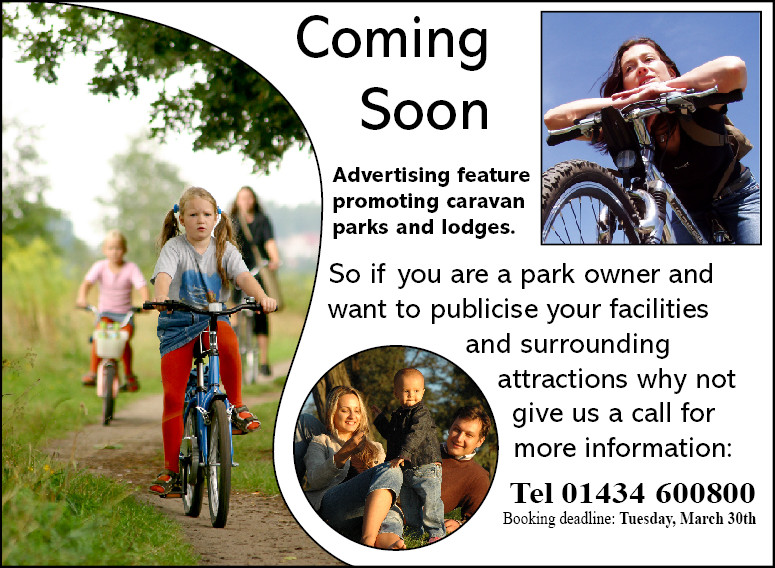 Coming
Soon
Advertising feature
promoting caravan
parks and lodges.
So if you are a park owner and
want to publicise your facilities
and surrounding
attractions why not
give us a call for
more information:
Tel 01434 600800
Booking deadline: Tuesday, March 30th